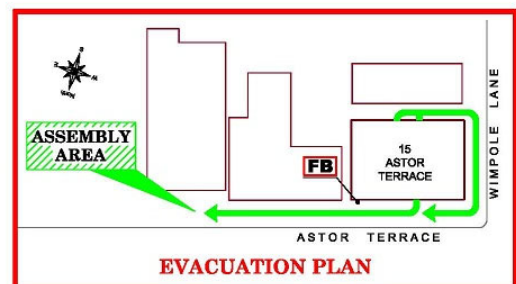 ASSEMBLY
AREA
FB
15
ASTOR
TERRACE
WIMPOLE LANE
ASTOR TERRACE
EVACUATION PLAN